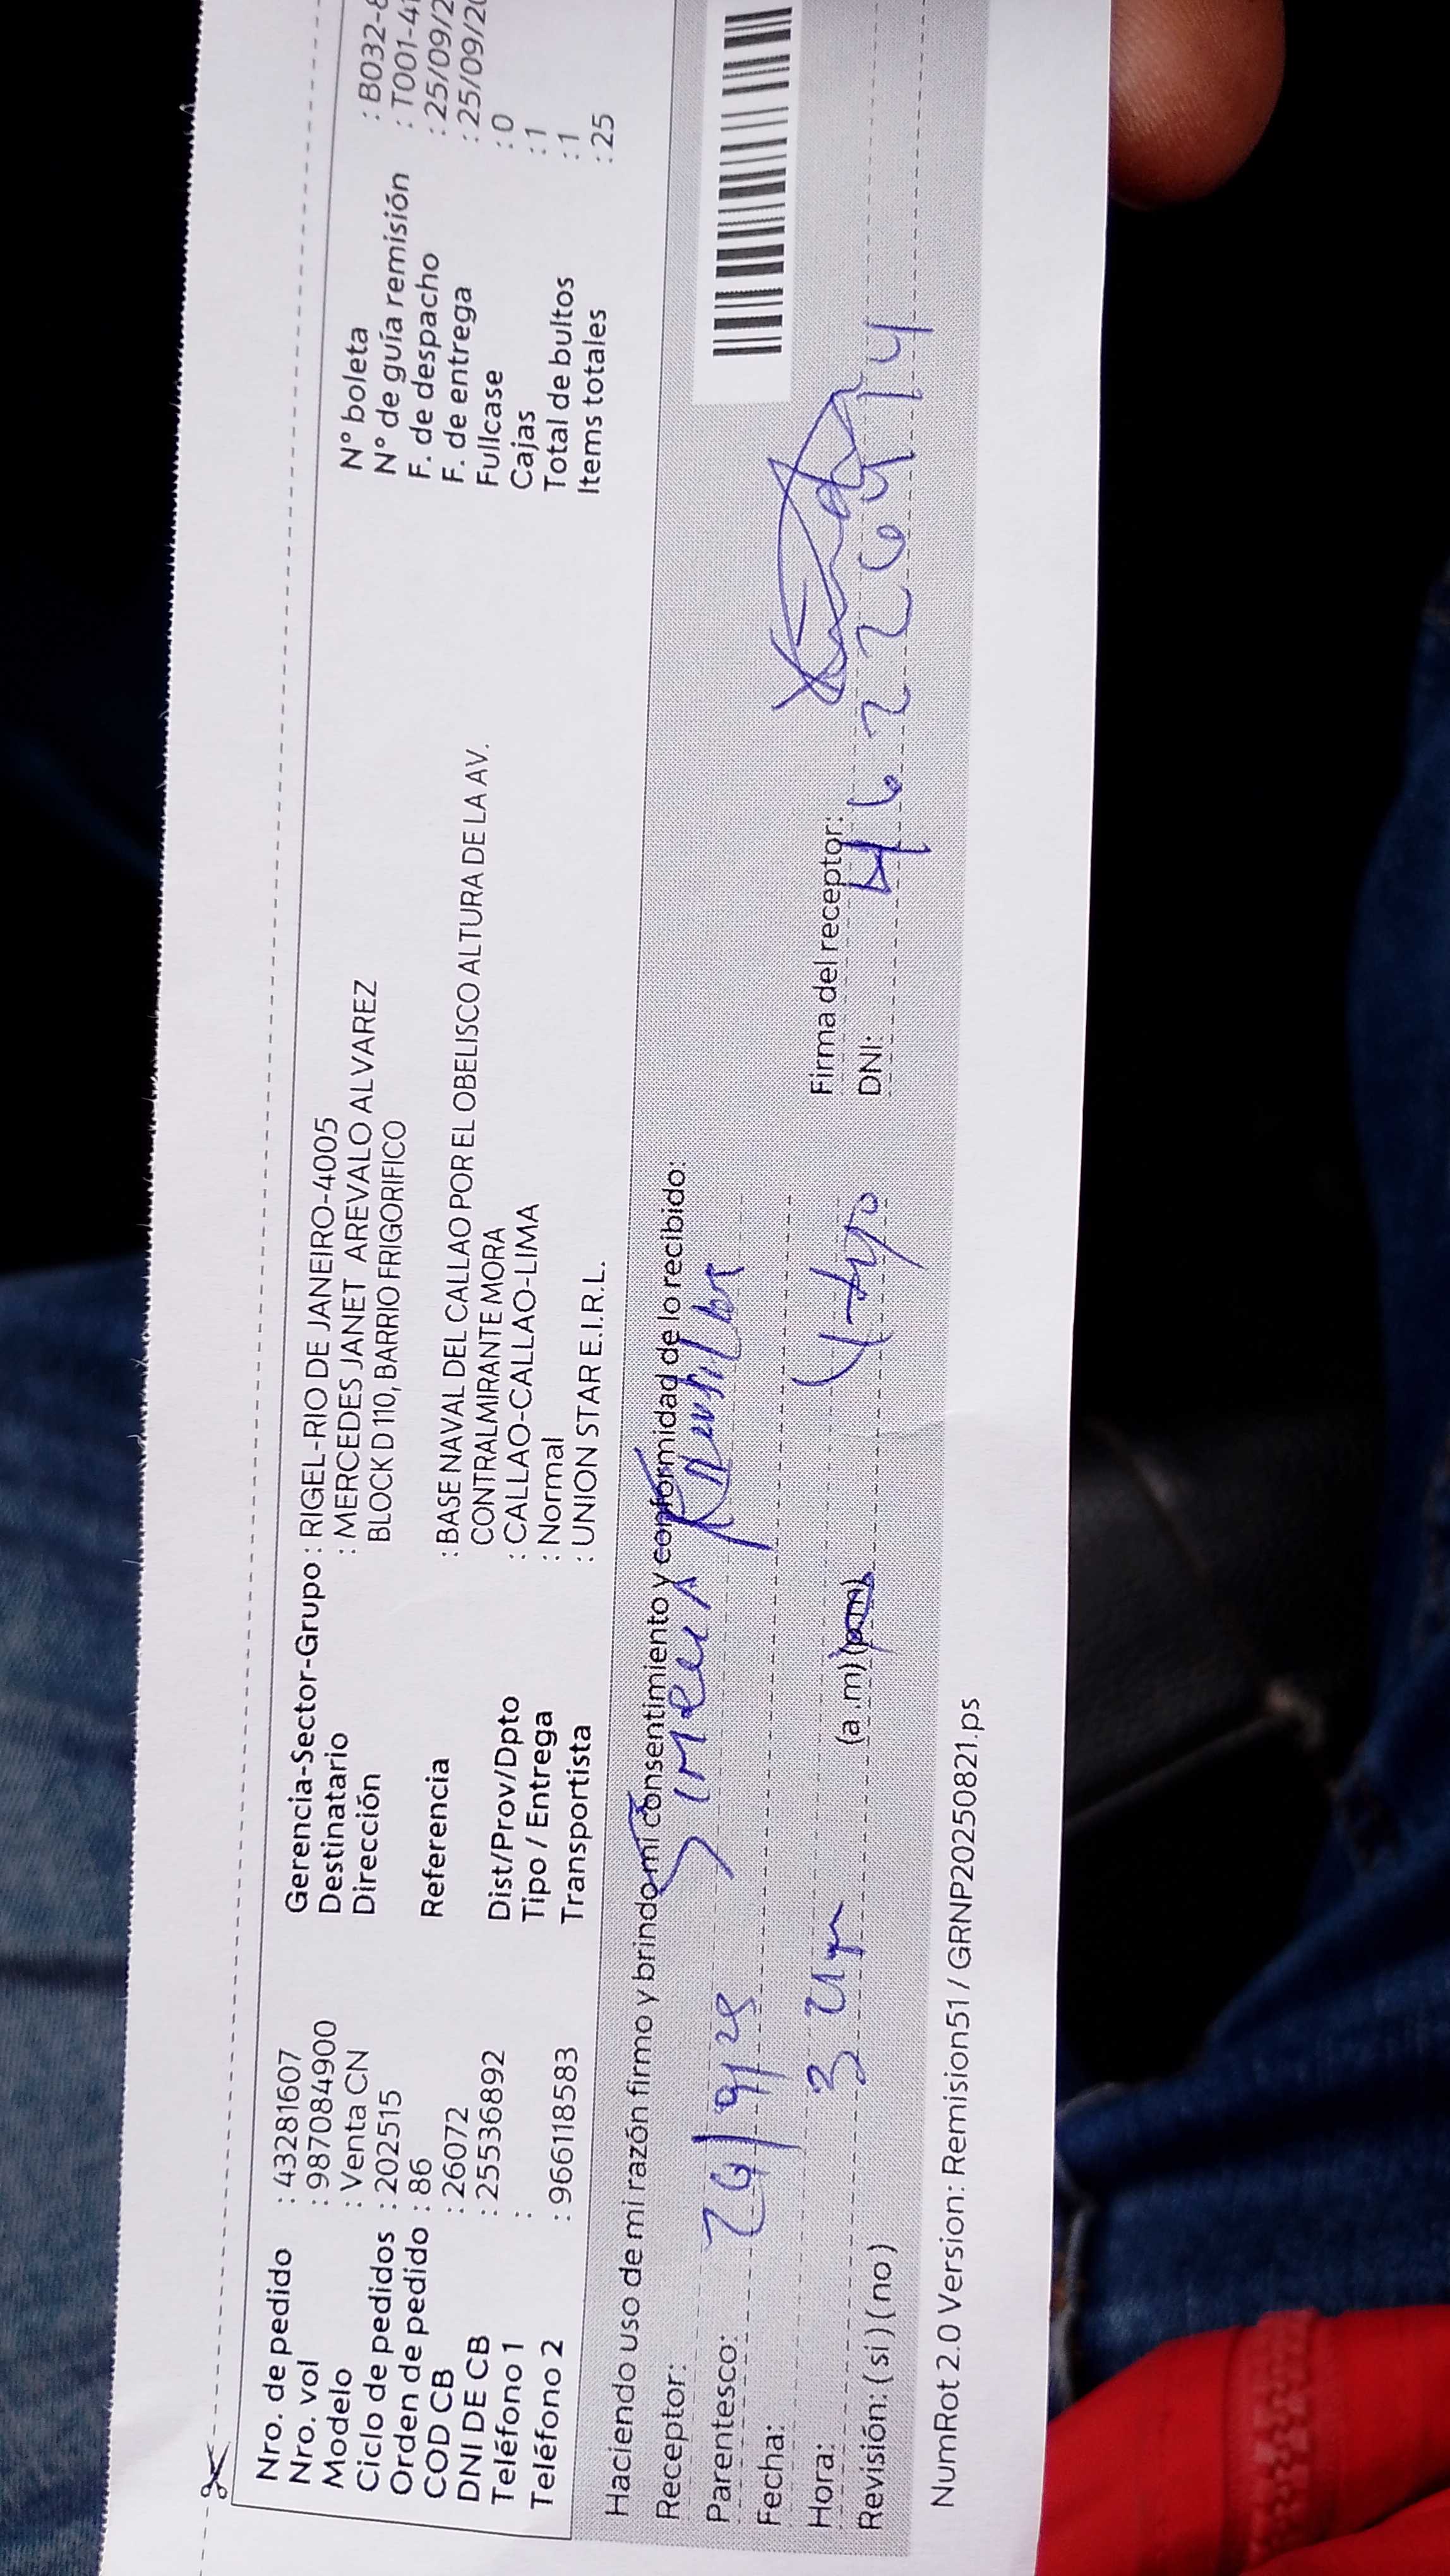 Nro. de pedido : 43281607
Nro. vol : 987084900
Modelo : Venta CN
Ciclo de pedidos : 202515
Orden de pedido : 86
COD CB : 26072
DNI DE CB : 25536892
Teléfono 1 :
Teléfono 2 : 966118583
Gerencia-Sector-Grupo : RIGEL-RIO DE JANEIRO-4005
Destinatario : MERCEDES JANET AREVALO ALVAREZ
Dirección BLOCK D 110, BARRIO FRIGORIFICO
Referencia : BASE NAVAL DEL CALLAO POR EL OBELISCO ALTURA DE LA AV.
CONTRALMIRANTE MORA
Dist/Prov/Dpto : CALLAO-CALLAO-LIMA
Tipo / Entrega : Normal
Transportista : UNION STAR E.I.R.L.
N° boleta : B032-
N° de guía remisión : T001-4
F. de despacho : 25/09/2
F. de entrega : 25/09/20
Fullcase : 0
Cajas : 1
Total de bultos : 1
Items totales : 25
Haciendo uso de mi razón firmo y brindo mi consentimiento y conformidad de lo recibido:
Receptor:
Parentesco:
Fecha:
Hora: (a .m) (p.m)
Revisión: ( si ) ( no )
Firma del receptor:
DNI:
NumRot 2.0 Version: Remision51 / GRNP20250821.ps